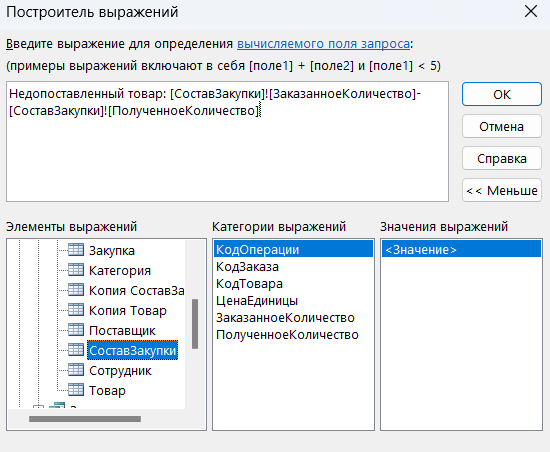 Построитель выражений
Введите выражение для определения вычисляемого поля запроса:
(примеры выражений включают в себя [поле1] + [поле2] и [поле1] < 5)
Недопоставленный товар: [СоставЗакупки]![ЗаказанноеКоличество]-
[СоставЗакупки]![ПолученноеКоличество]
ОК
Отмена
Справка
<< Меньше
Элементы выражений
Закупка
Категория
Копия СоставЗа
Копия Товар
Поставщик
СоставЗакупки
Сотрудник
Товар
Категории выражений
КодОперации
КодЗаказа
КодТовара
ЦенаЕдиницы
ЗаказанноеКоличество
ПолученноеКоличество
Значения выражений
<Значение>